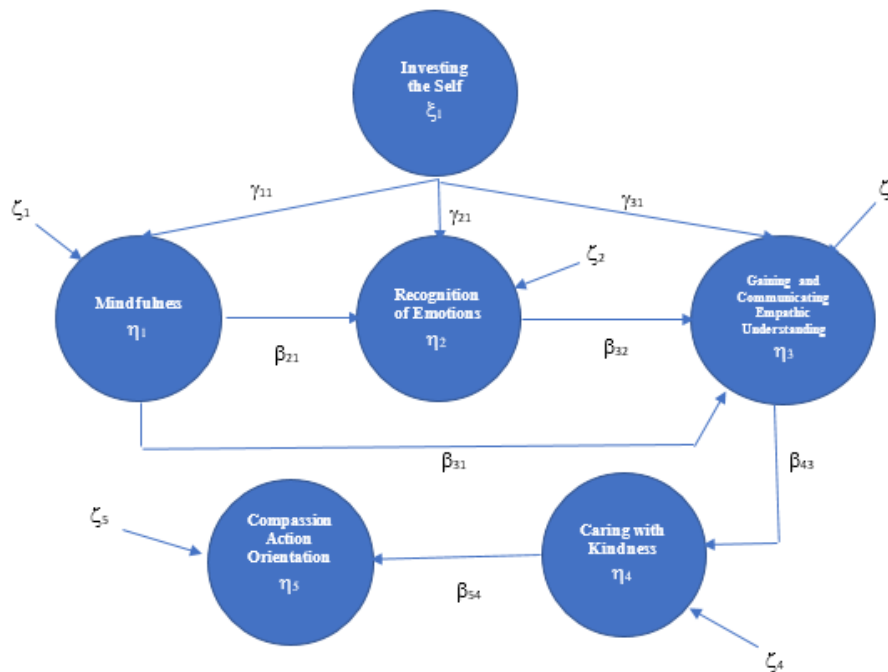 Investing
the Self
ξ1
γ11
γ21
γ31
ζ1
ζ2
ζ
Mindfulness
η1
Recognition
of Emotions
η2
Gaining and
Communicating
Empathic
Understanding
η3
β21
β32
β31
β43
ζ5
Compassion
Action
Orientation
η5
Caring with
Kindness
η4
β54
ζ4